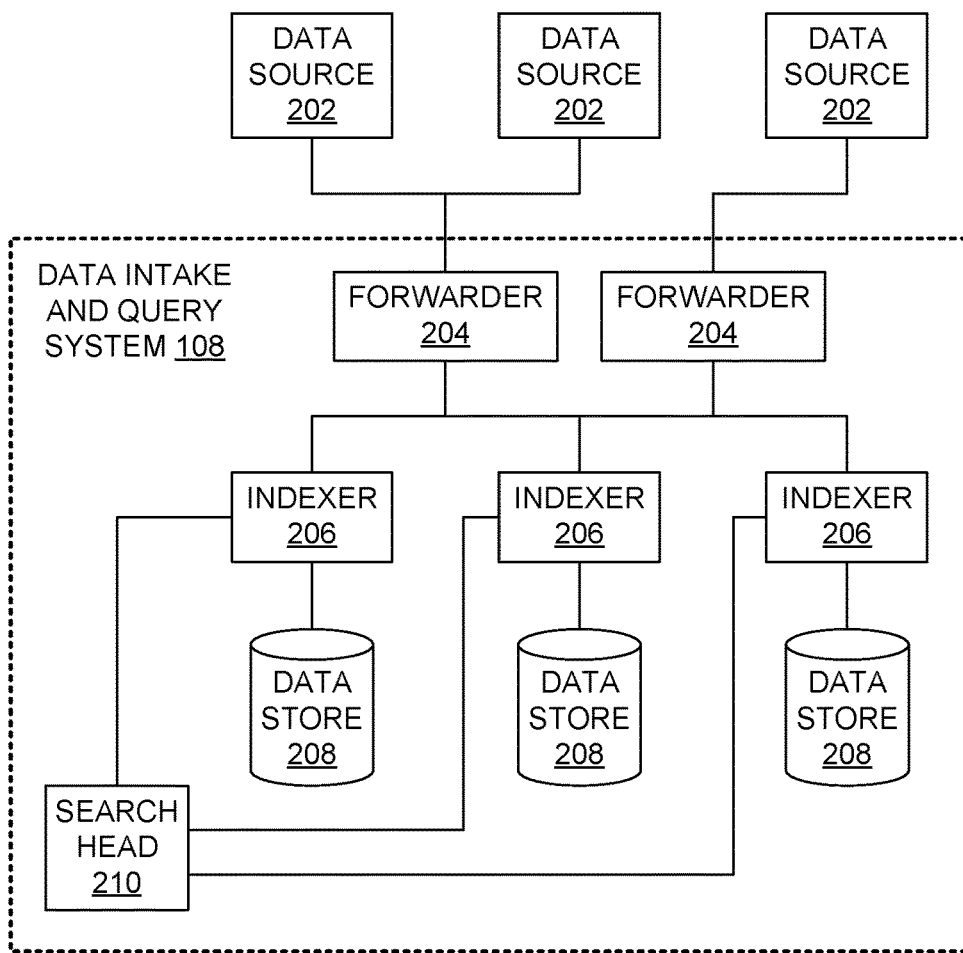 DATA
SOURCE
202
DATA
SOURCE
202
DATA
SOURCE
202
DATA INTAKE
AND QUERY
SYSTEM 108
FORWARDER
204
FORWARDER
204
INDEXER
206
INDEXER
206
INDEXER
206
DATA
STORE
208
DATA
STORE
208
DATA
STORE
208
SEARCH
HEAD
210